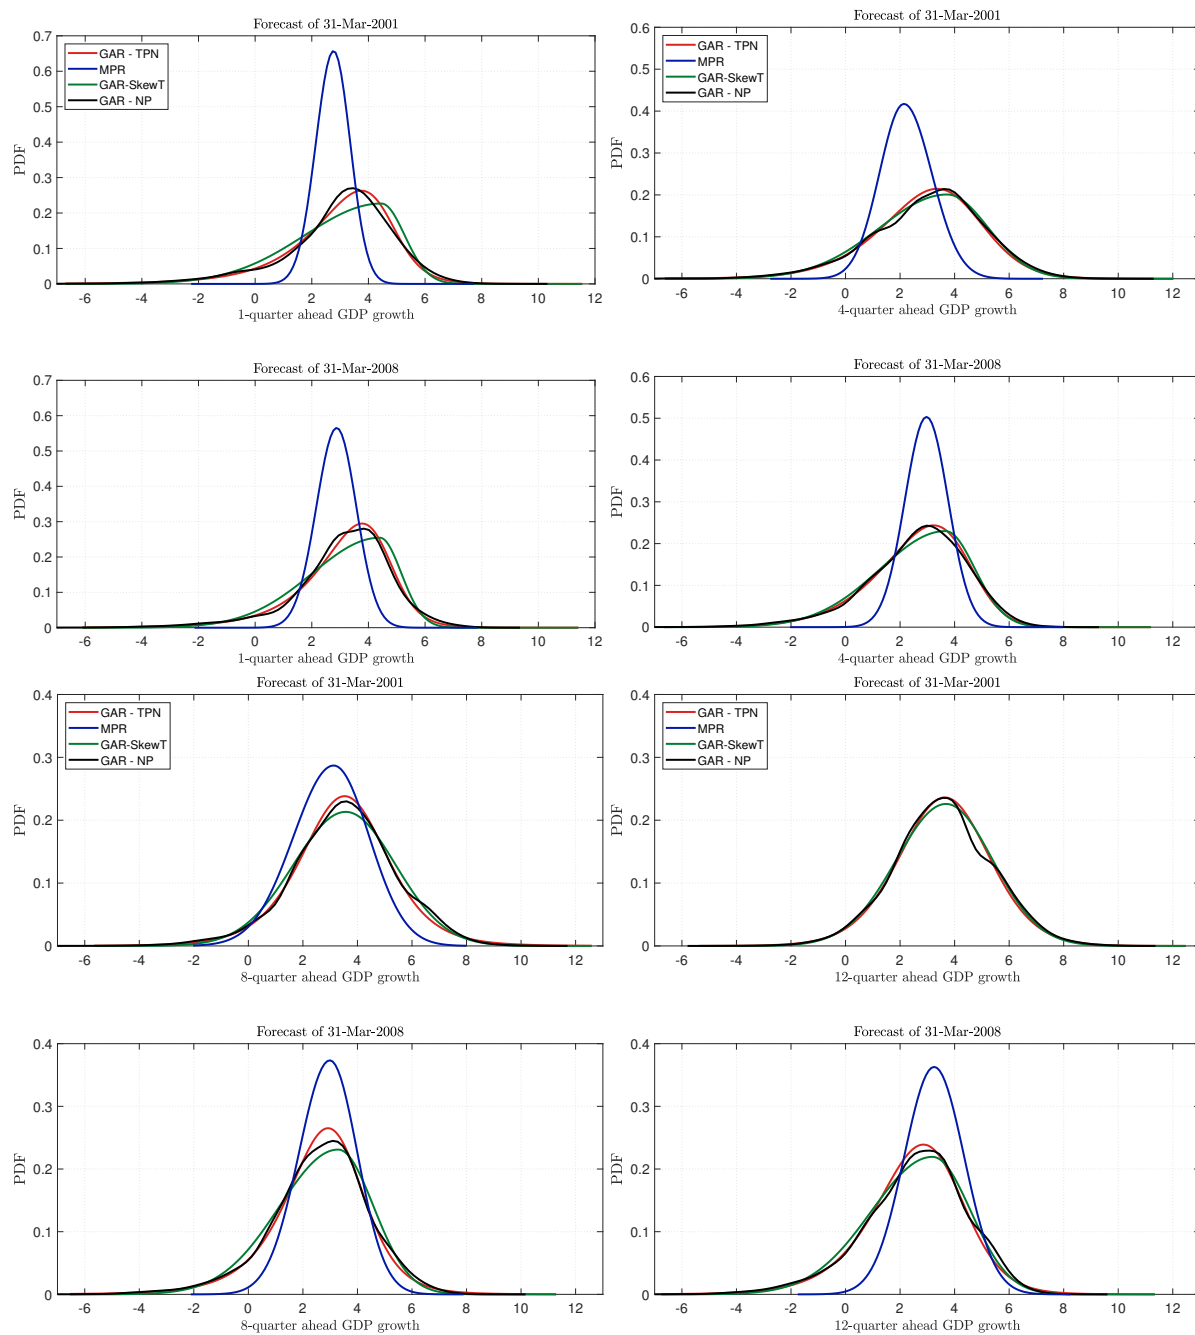 Forecast of 31-Mar-2001
0.7
0.6
0.5
0.4
0.3
0.2
0.1
0
PDF
GAR - TPN
MPR
GAR-SkewT
GAR - NP
-6 -4 -2 0 2 4 6 8 10 12
1-quarter ahead GDP growth
Forecast of 31-Mar-2001
0.6
0.5
0.4
0.3
0.2
0.1
0
PDF
GAR - TPN
MPR
GAR-SkewT
GAR - NP
-6 -4 -2 0 2 4 6 8 10 12
4-quarter ahead GDP growth
Forecast of 31-Mar-2008
0.7
0.6
0.5
0.4
0.3
0.2
0.1
0
PDF
-6 -4 -2 0 2 4 6 8 10 12
1-quarter ahead GDP growth
Forecast of 31-Mar-2008
0.6
0.5
0.4
0.3
0.2
0.1
0
PDF
-6 -4 -2 0 2 4 6 8 10 12
4-quarter ahead GDP growth
Forecast of 31-Mar-2001
0.4
0.3
0.2
0.1
0
PDF
GAR - TPN
MPR
GAR-SkewT
GAR - NP
-6 -4 -2 0 2 4 6 8 10 12
8-quarter ahead GDP growth
Forecast of 31-Mar-2001
0.4
0.3
0.2
0.1
0
PDF
GAR - TPN
MPR
GAR-SkewT
GAR - NP
-6 -4 -2 0 2 4 6 8 10 12
12-quarter ahead GDP growth
Forecast of 31-Mar-2008
0.4
0.3
0.2
0.1
0
PDF
-6 -4 -2 0 2 4 6 8 10 12
8-quarter ahead GDP growth
Forecast of 31-Mar-2008
0.4
0.3
0.2
0.1
0
PDF
-6 -4 -2 0 2 4 6 8 10 12
12-quarter ahead GDP growth